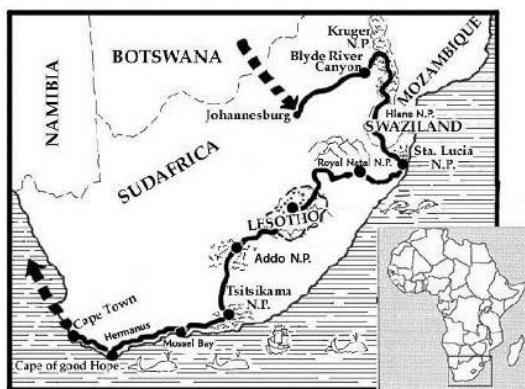 Kruger
N.P.
BOTSWANA
Blyde River
Canyon
MOZAMBIQUE
NAMIBIA
Johannesburg
Hlane N.P.
SWAZILAND
SUDAFRICA
Royal Natal N.P.
Sta. Lucia
N.P.
LESOTHO
Addo N.P.
Tsitsikama
N.P.
Cape Town
Hermanus
Mussel Bay
Cape of good Hope